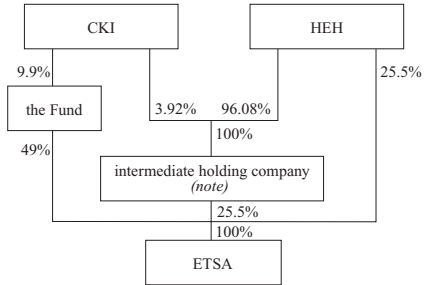 CKI HEH
9.9% 25.5%
the Fund 3.92% 96.08%
100%
49%
intermediate holding company
(note)
25.5%
100%
ETSA